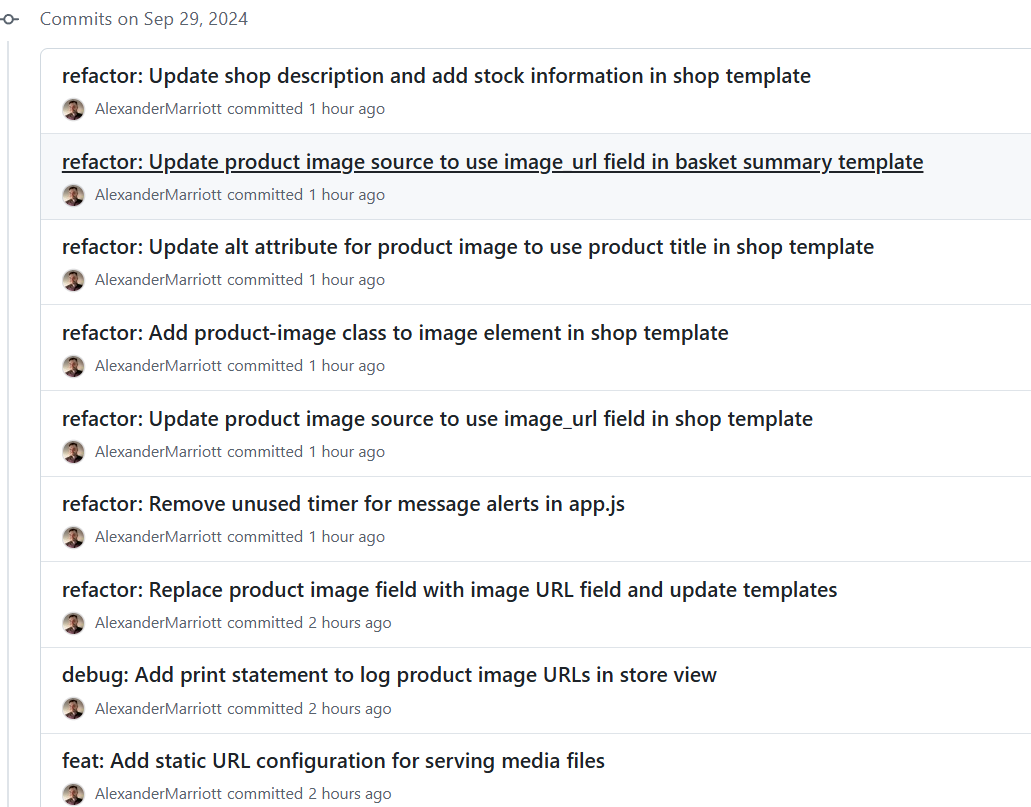 Commits on Sep 29, 2024
refactor: Update shop description and add stock information in shop template
AlexanderMarriott committed 1 hour ago
refactor: Update product image source to use image_url field in basket summary template
AlexanderMarriott committed 1 hour ago
refactor: Update alt attribute for product image to use product title in shop template
AlexanderMarriott committed 1 hour ago
refactor: Add product-image class to image element in shop template
AlexanderMarriott committed 1 hour ago
refactor: Update product image source to use image_url field in shop template
AlexanderMarriott committed 1 hour ago
refactor: Remove unused timer for message alerts in app.js
AlexanderMarriott committed 1 hour ago
refactor: Replace product image field with image URL field and update templates
AlexanderMarriott committed 2 hours ago
debug: Add print statement to log product image URLs in store view
AlexanderMarriott committed 2 hours ago
feat: Add static URL configuration for serving media files
AlexanderMarriott committed 2 hours ago